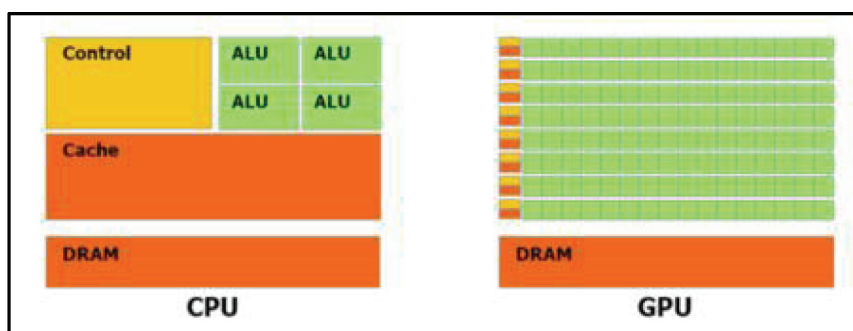 Control
ALU ALU
ALU ALU
Cache
DRAM
CPU
DRAM
GPU